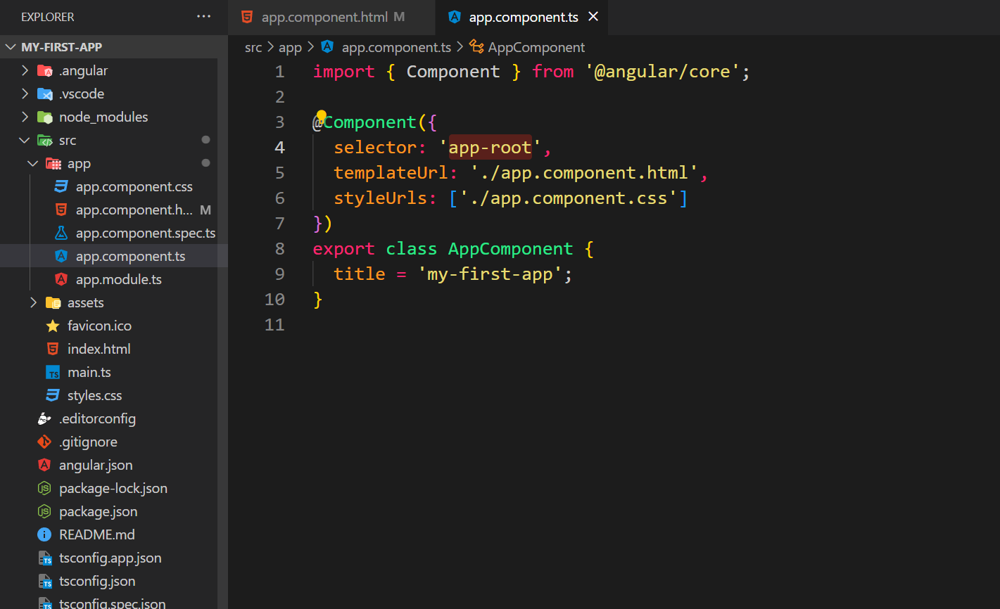 EXPLORER
MY-FIRST-APP
.angular
.vscode
node_modules
src
app
app.component.css
app.component.h... M
app.component.spec.ts
app.component.ts
app.module.ts
assets
favicon.ico
index.html
main.ts
styles.css
.editorconfig
.gitignore
angular.json
package-lock.json
package.json
README.md
tsconfig.app.json
tsconfig.json
tsconfig.spec.json
app.component.html M
app.component.ts
src > app > app.component.ts > AppComponent
1 import { Component } from '@angular/core';
2
3 @Component({
4 selector: 'app-root',
5 templateUrl: './app.component.html',
6 styleUrls: ['./app.component.css']
7 })
8 export class AppComponent {
9 title = 'my-first-app';
10 }
11